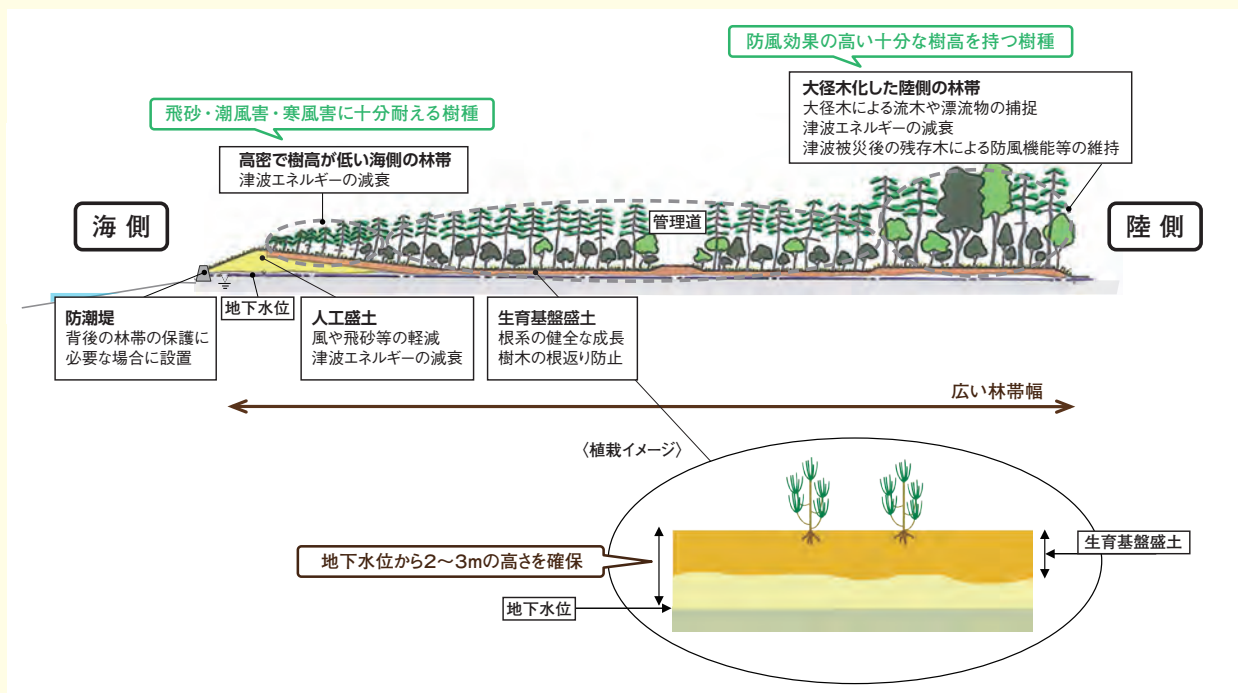 防風効果の高い十分な樹高を持つ樹種
大径木化した陸側の林帯
大径木による流木や漂流物の捕捉
津波エネルギーの減衰
津波被災後の残存木による防風機能等の維持
飛砂・潮風害・寒風害に十分耐える樹種
高密で樹高が低い海側の林帯
津波エネルギーの減衰
海側
管理道
陸側
防潮堤
背後の林帯の保護に
必要な場合に設置
地下水位
人工盛土
風や飛砂等の軽減
津波エネルギーの減衰
生育基盤盛土
根系の健全な成長
樹木の根返り防止
広い林帯幅
〈植栽イメージ〉
地下水位から2〜3mの高さを確保
生育基盤盛土
地下水位